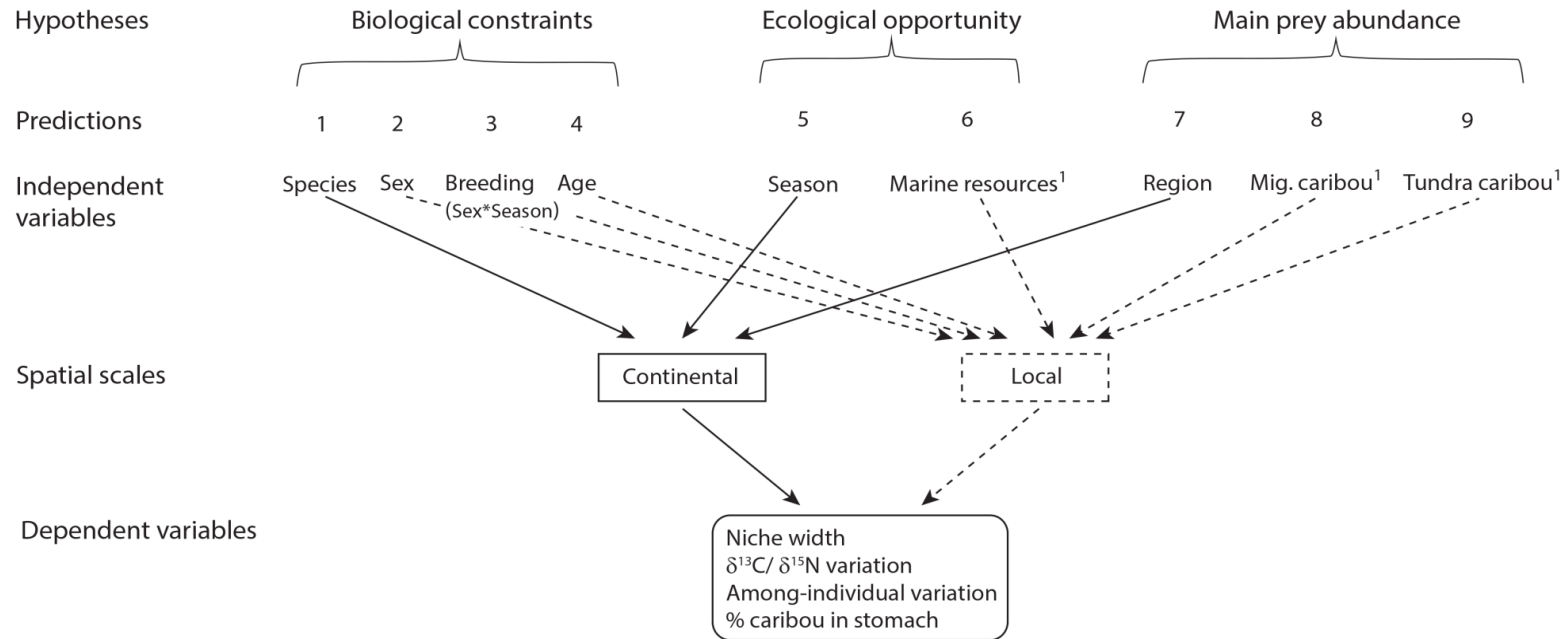 Hypotheses Biological constraints Ecological opportunity Main prey abundance
Predictions 1 2 3 4 5 6 7 8 9
Independent variables Species Sex Breeding Age Season Marine resources¹ Region Mig. caribou¹ Tundra caribou¹
(Sex*Season)
Spatial scales Continental Local
Dependent variables
Niche width
δ¹³C/ δ¹⁵N variation
Among-individual variation
% caribou in stomach